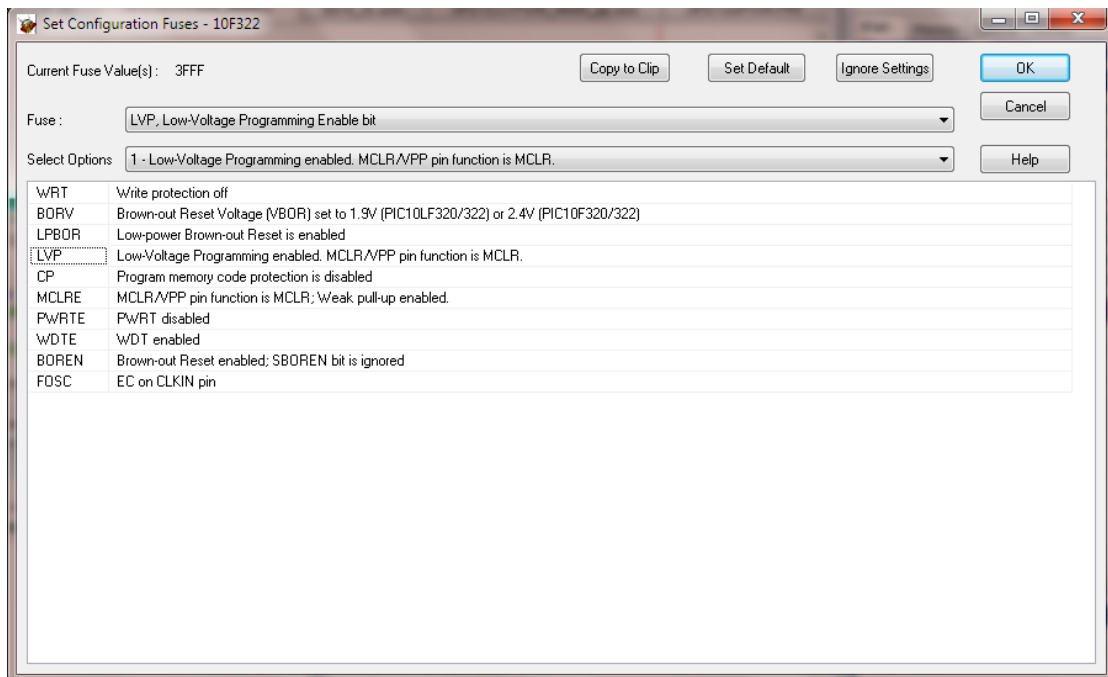 Set Configuration Fuses - 10F322
Current Fuse Value(s) : 3FFF Copy to Clip Set Default Ignore Settings OK
Cancel
Fuse : LVP, Low-Voltage Programming Enable bit
Select Options 1 - Low-Voltage Programming enabled. MCLR/VPP pin function is MCLR. Help
WRT Write protection off
BORV Brown-out Reset Voltage (VBOR) set to 1.9V (PIC10LF320/322) or 2.4V (PIC10F320/322)
LPBOR Low-power Brown-out Reset is enabled
LVP Low-Voltage Programming enabled. MCLR/VPP pin function is MCLR.
CP Program memory code protection is disabled
MCLRE MCLR/VPP pin function is MCLR; Weak pull-up enabled.
PWRTE PWRT disabled
WDTE WDT enabled
BOREN Brown-out Reset enabled; SBOREN bit is ignored
FOSC EC on CLKIN pin